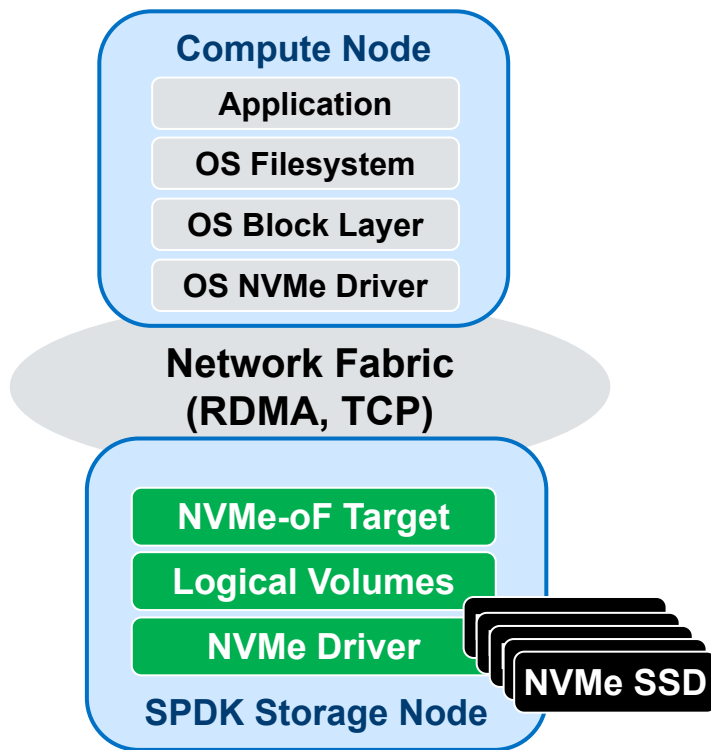 Compute Node
Application
OS Filesystem
OS Block Layer
OS NVMe Driver
Network Fabric
(RDMA, TCP)
NVMe-oF Target
Logical Volumes
NVMe Driver
NVMe SSD
SPDK Storage Node